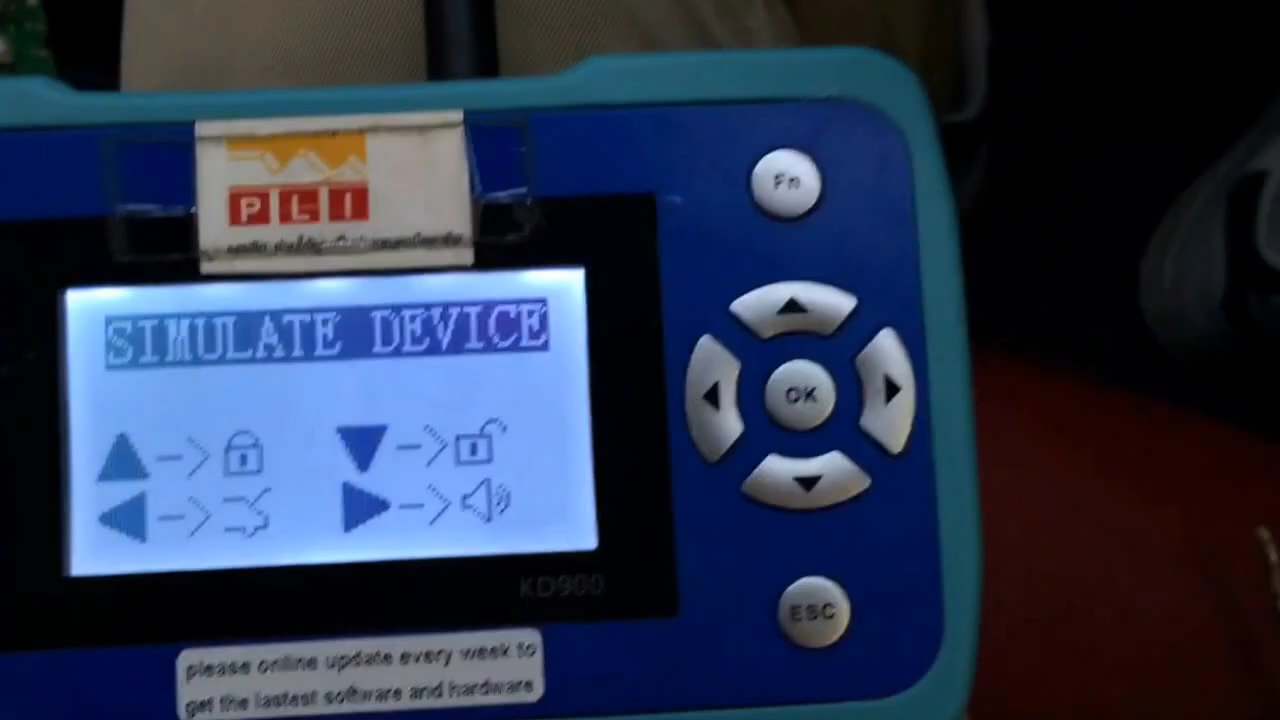 Fn
PLI
SIMULATE DEVICE
OK
KD900
ESC
please online update every week to
get the lastest software and hardware